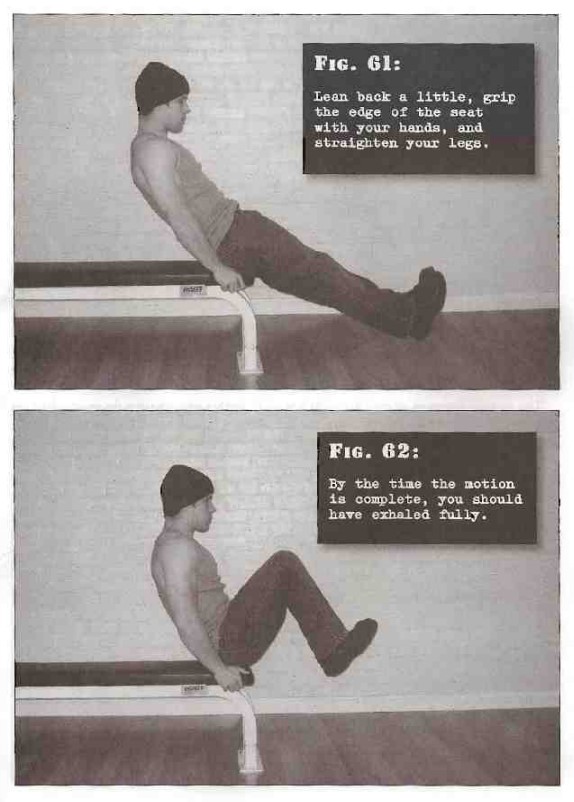 FIG. 61:
Lean back a little, grip
the edge of the seat
with your hands, and
straighten your legs.
FIG. 62:
By the time the motion
is complete, you should
have exhaled fully.